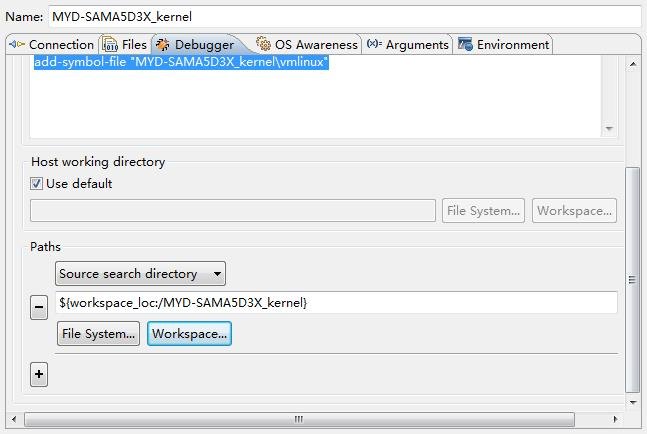 Name: MYD-SAMA5D3X_kernel
Connection Files Debugger OS Awareness Arguments Environment
add-symbol-file "MYD-SAMA5D3X_kernel\vmlinux"
Host working directory
Use default
File System... Workspace...
Paths
Source search directory
${workspace_loc:/MYD-SAMA5D3X_kernel}
File System... Workspace...